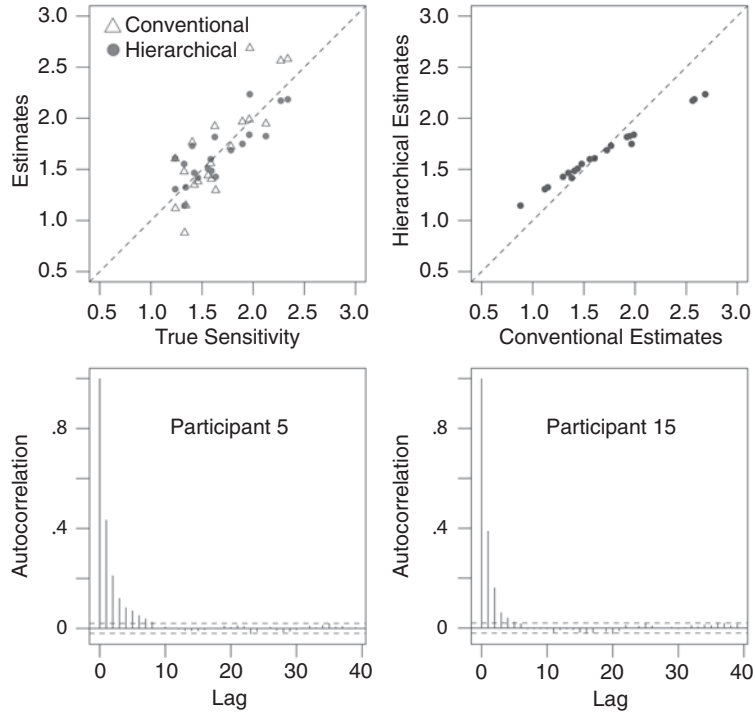 3.0
2.5
2.0
1.5
1.0
0.5
Estimates
Conventional
Hierarchical
0.5 1.0 1.5 2.0 2.5 3.0
True Sensitivity
3.0
2.5
2.0
1.5
1.0
0.5
Hierarchical Estimates
0.5 1.0 1.5 2.0 2.5 3.0
Conventional Estimates
.8
.4
0
Autocorrelation
Participant 5
0 10 20 30 40
Lag
.8
.4
0
Autocorrelation
Participant 15
0 10 20 30 40
Lag